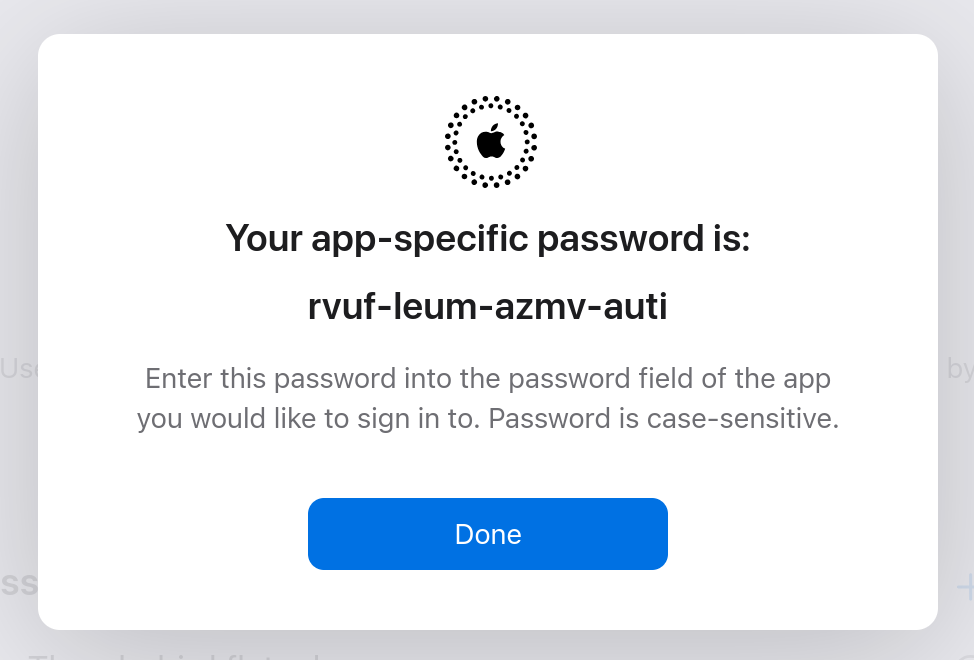 Your app-specific password is:
rvuf-leum-azmv-auti
Enter this password into the password field of the app
you would like to sign in to. Password is case-sensitive.
Done